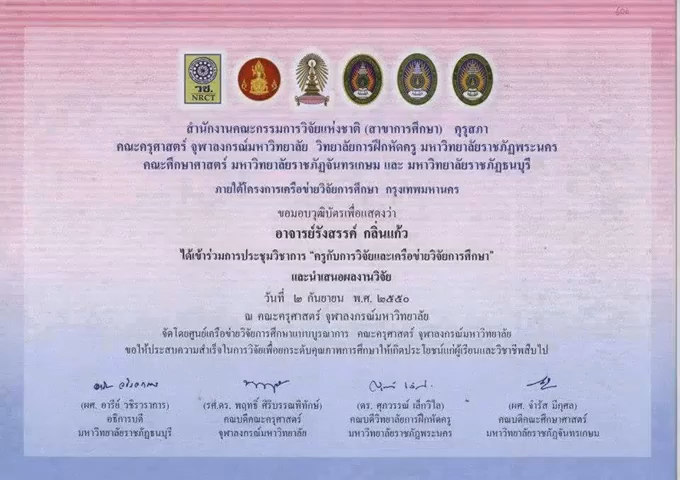 วช.
NRCT
สำนักงานคณะกรรมการวิจัยแห่งชาติ (สาขาการศึกษา) คุรุสภา
คณะครุศาสตร์ จุฬาลงกรณ์มหาวิทยาลัย วิทยาลัยการฝึกหัดครู มหาวิทยาลัยราชภัฏพระนคร
คณะศึกษาศาสตร์ มหาวิทยาลัยราชภัฏจันทรเกษม และ มหาวิทยาลัยราชภัฏธนบุรี
ภายใต้โครงการเครือข่ายวิจัยการศึกษา กรุงเทพมหานคร
ขอมอบวุฒิบัตรเพื่อแสดงว่า
อาจารย์รังสรรค์ กลิ่นแก้ว
ได้เข้าร่วมการประชุมวิชาการ "ครูกับการวิจัยและเครือข่ายวิจัยการศึกษา"
และนำเสนอผลงานวิจัย
วันที่ ๒ กันยายน พ.ศ. ๒๕๕๐
ณ คณะครุศาสตร์ จุฬาลงกรณ์มหาวิทยาลัย
จัดโดยศูนย์เครือข่ายวิจัยการศึกษาแบบบูรณาการ คณะครุศาสตร์ จุฬาลงกรณ์มหาวิทยาลัย
ขอให้ประสบความสำเร็จในการวิจัยเพื่อยกระดับคุณภาพการศึกษาให้เกิดประโยชน์แก่ผู้เรียนและวิชาชีพสืบไป
(ผศ. อารีย์ วชิรวราการ) (รศ.ดร. พฤทธิ์ ศิริบรรณพิทักษ์) (ดร. ศุภวรรณ์ เล็กวิไล) (ผศ. จำรัส มีกุศล)
อธิการบดี คณบดีคณะครุศาสตร์ คณบดีวิทยาลัยการฝึกหัดครู คณบดีคณะศึกษาศาสตร์
มหาวิทยาลัยราชภัฏธนบุรี จุฬาลงกรณ์มหาวิทยาลัย มหาวิทยาลัยราชภัฏพระนคร มหาวิทยาลัยราชภัฏจันทรเกษม